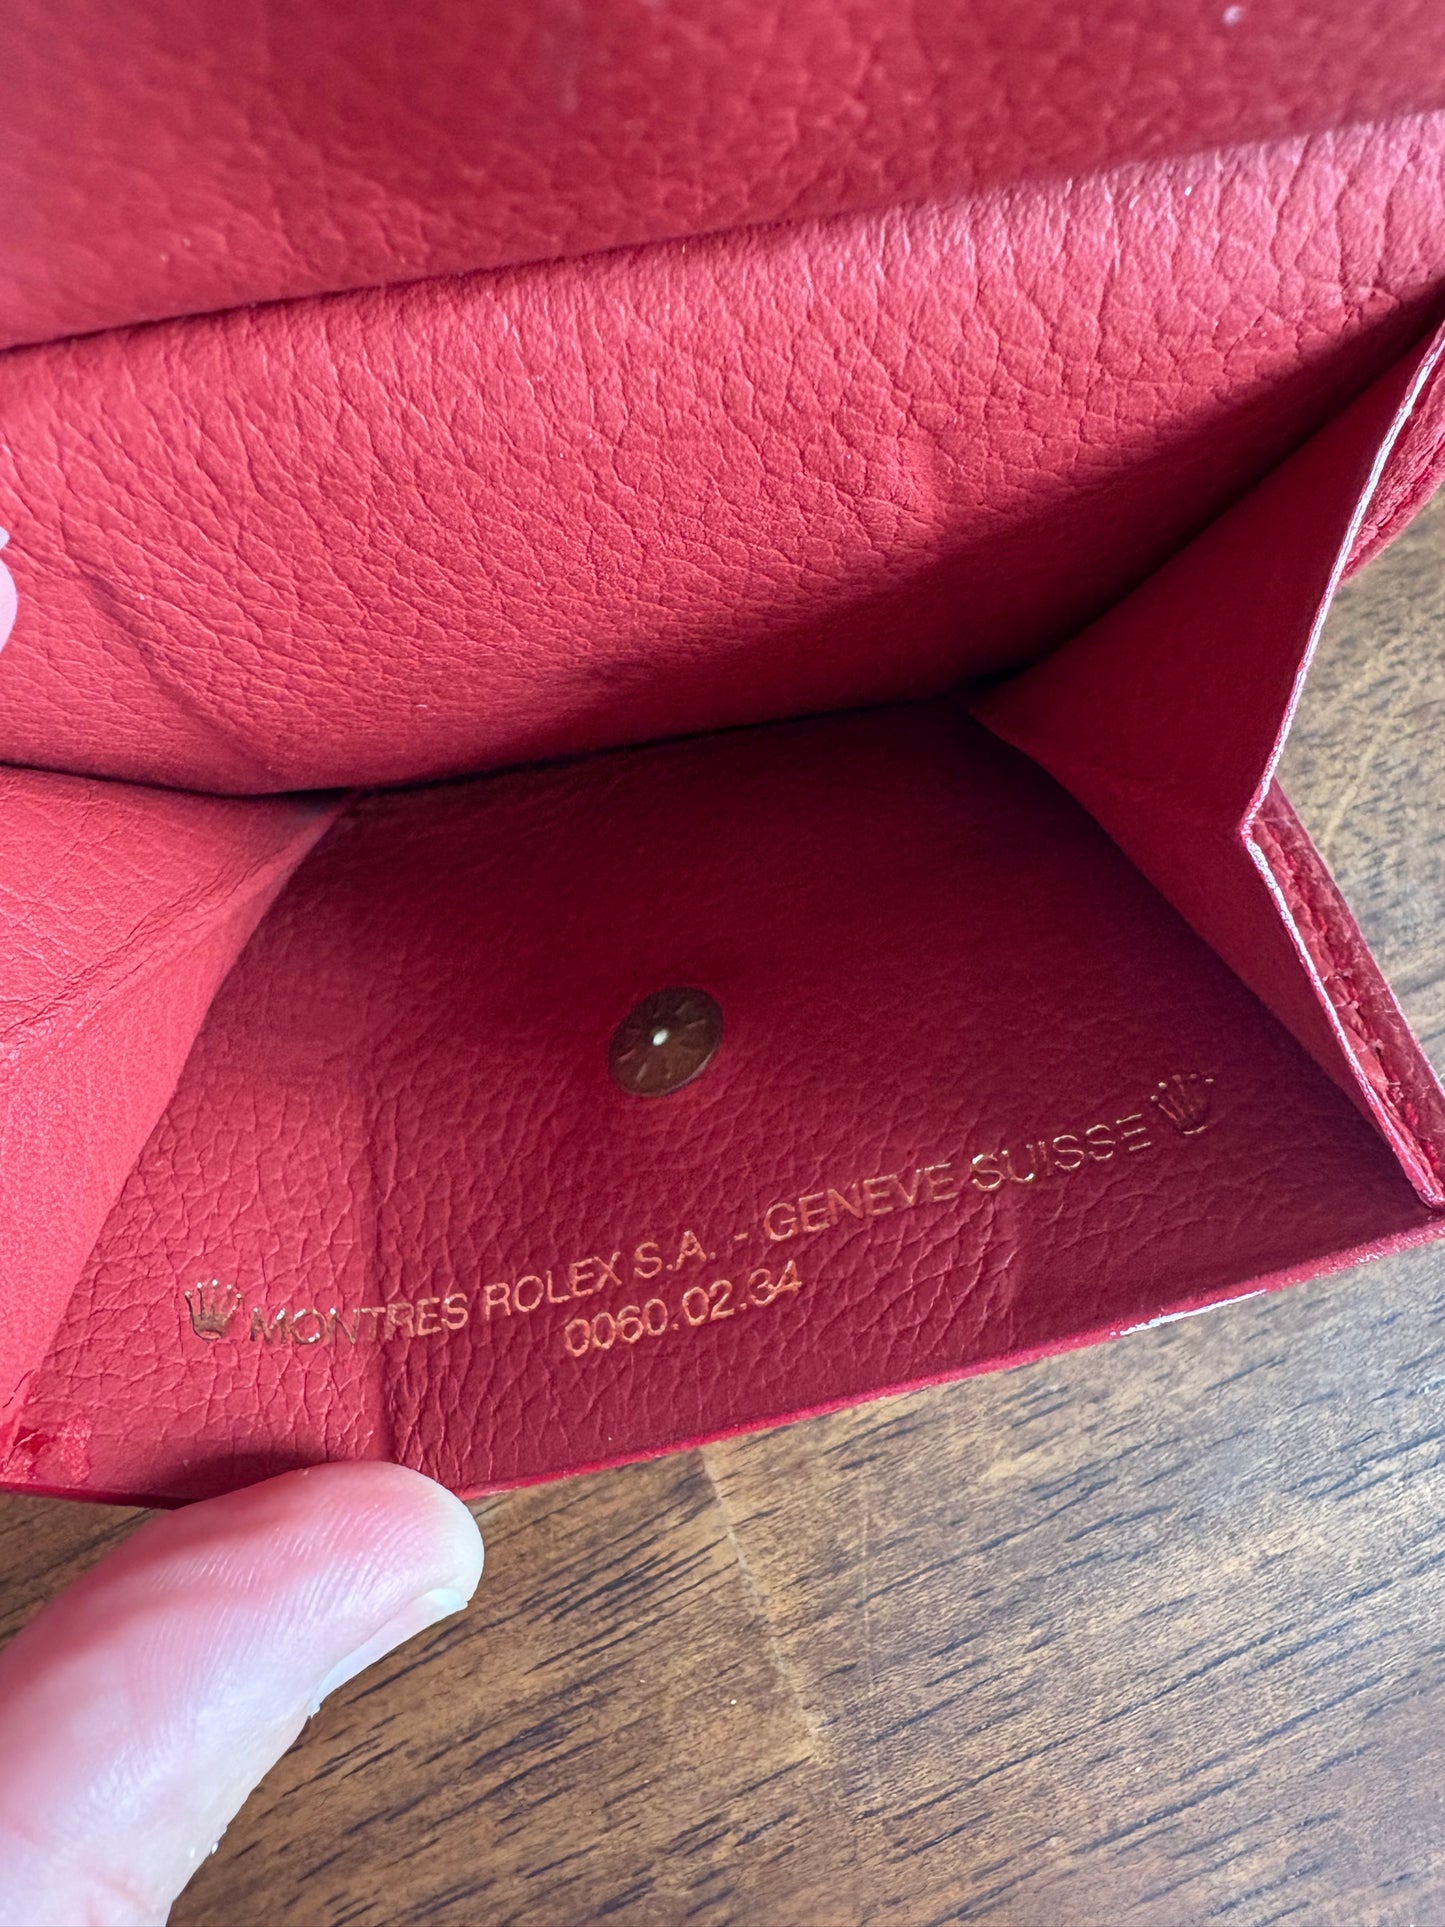 MONTRES ROLEX S.A. - GENEVE SUISSE
0060.02.34